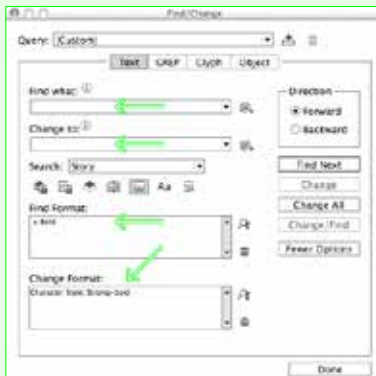 Find/Change
Query: [Custom]
Text GREP Glyph Object
Find what:
Change to:
Search: Story
Aa
Find Format:
+ Bold
Change Format:
Character Style: Strong-bold
Direction
Forward
Backward
Find Next
Change
Change All
Change/Find
Fewer Options
Done